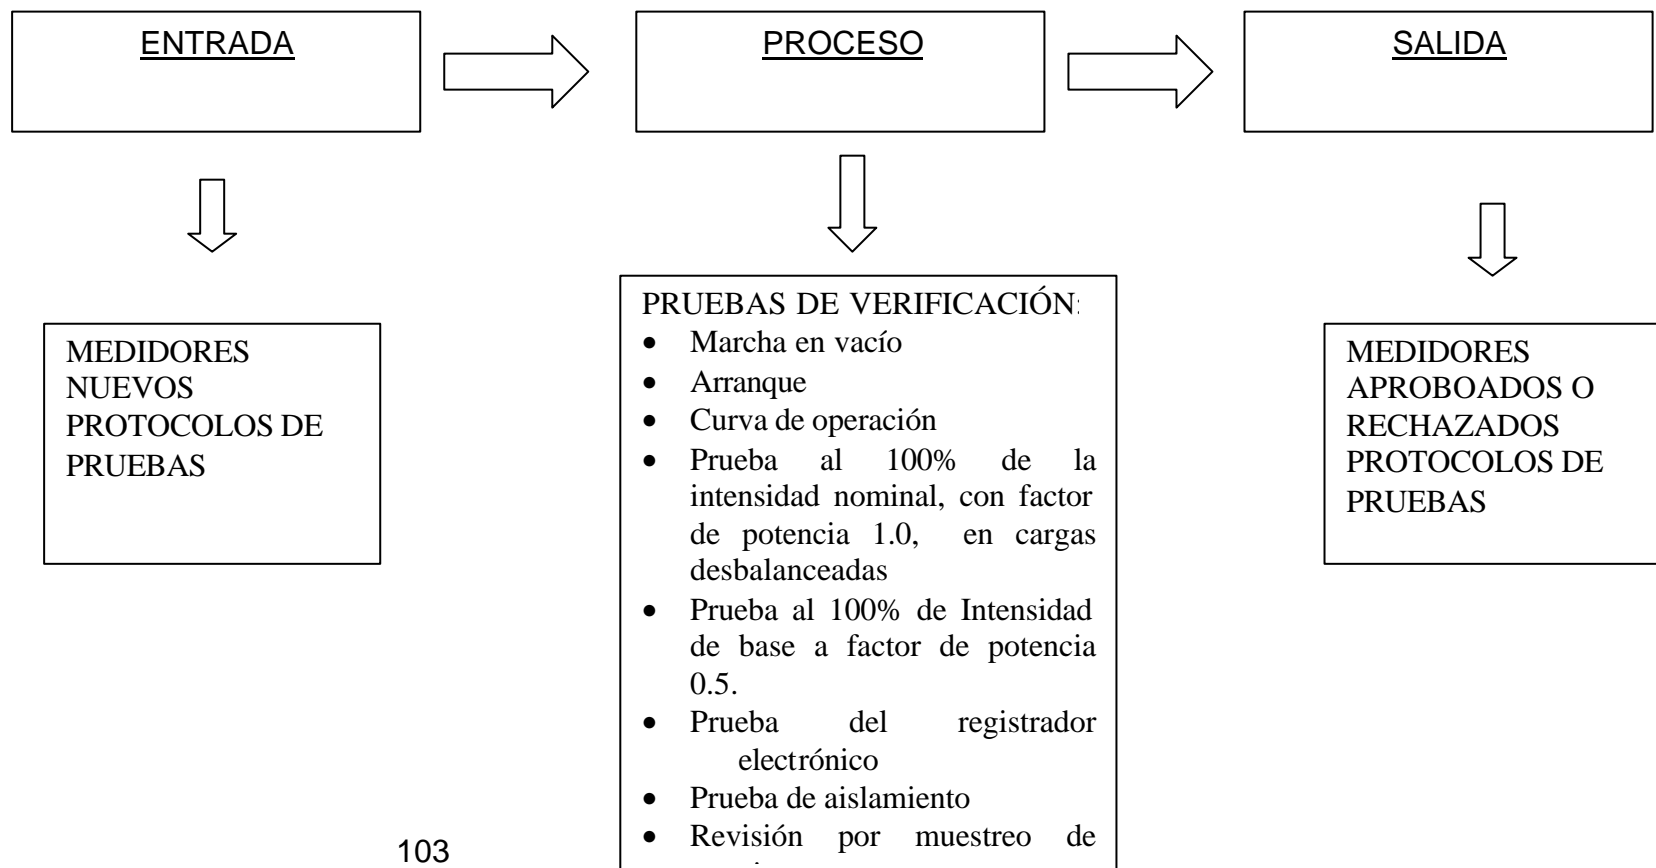 ENTRADA
PROCESO
SALIDA
MEDIDORES
NUEVOS
PROTOCOLOS DE
PRUEBAS
PRUEBAS DE VERIFICACIÓN:
• Marcha en vacío
• Arranque
• Curva de operación
• Prueba al 100% de la
intensidad nominal, con factor
de potencia 1.0, en cargas
desbalanceadas
• Prueba al 100% de Intensidad
de base a factor de potencia
0.5.
• Prueba del registrador
electrónico
• Prueba de aislamiento
• Revisión por muestreo de
MEDIDORES
APROBOADOS O
RECHAZADOS
PROTOCOLOS DE
PRUEBAS
103